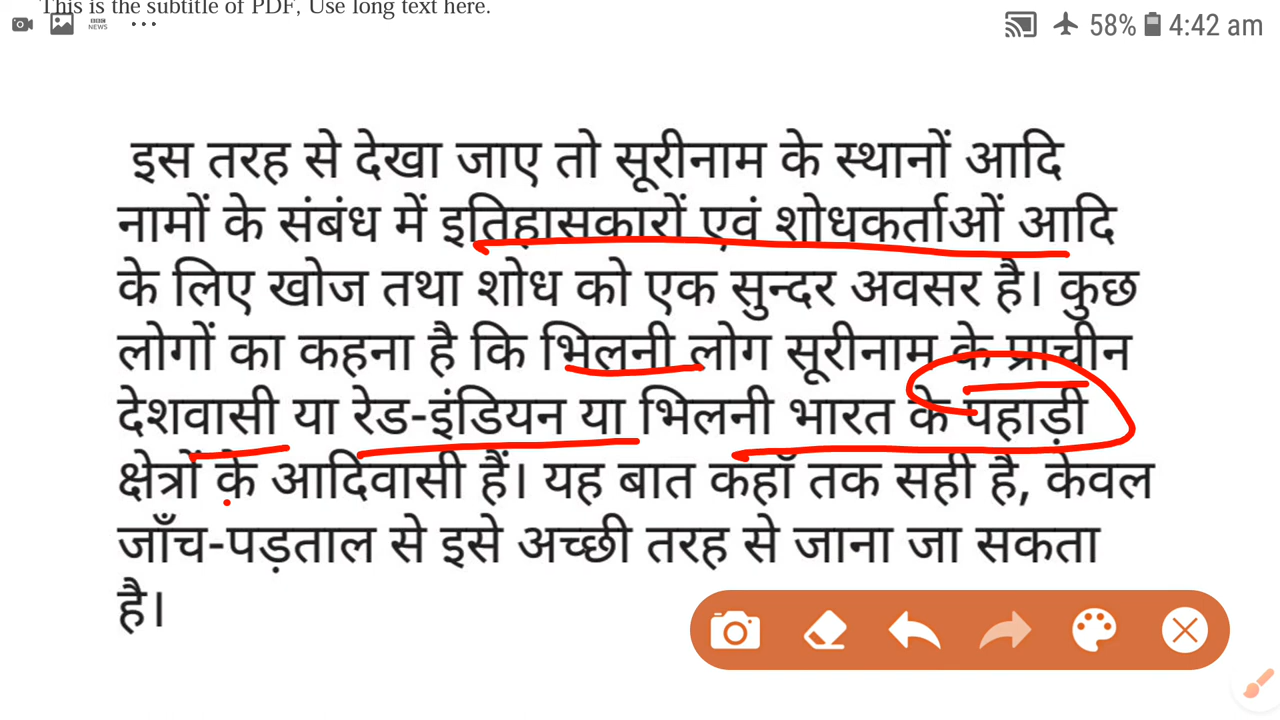 This is the subtitle of PDF, Use long text here.
BBC NEWS ... 58% 4:42 am
इस तरह से देखा जाए तो सूरीनाम के स्थानों आदि
नामों के संबंध में इतिहासकारों एवं शोधकर्ताओं आदि
के लिए खोज तथा शोध को एक सुन्दर अवसर है। कुछ
लोगों का कहना है कि भिलनी लोग सूरीनाम के प्राचीन
देशवासी या रेड-इंडियन या भिलनी भारत के पहाड़ी
क्षेत्रों के आदिवासी हैं। यह बात कहाँ तक सही है, केवल
जाँच-पड़ताल से इसे अच्छी तरह से जाना जा सकता
है।